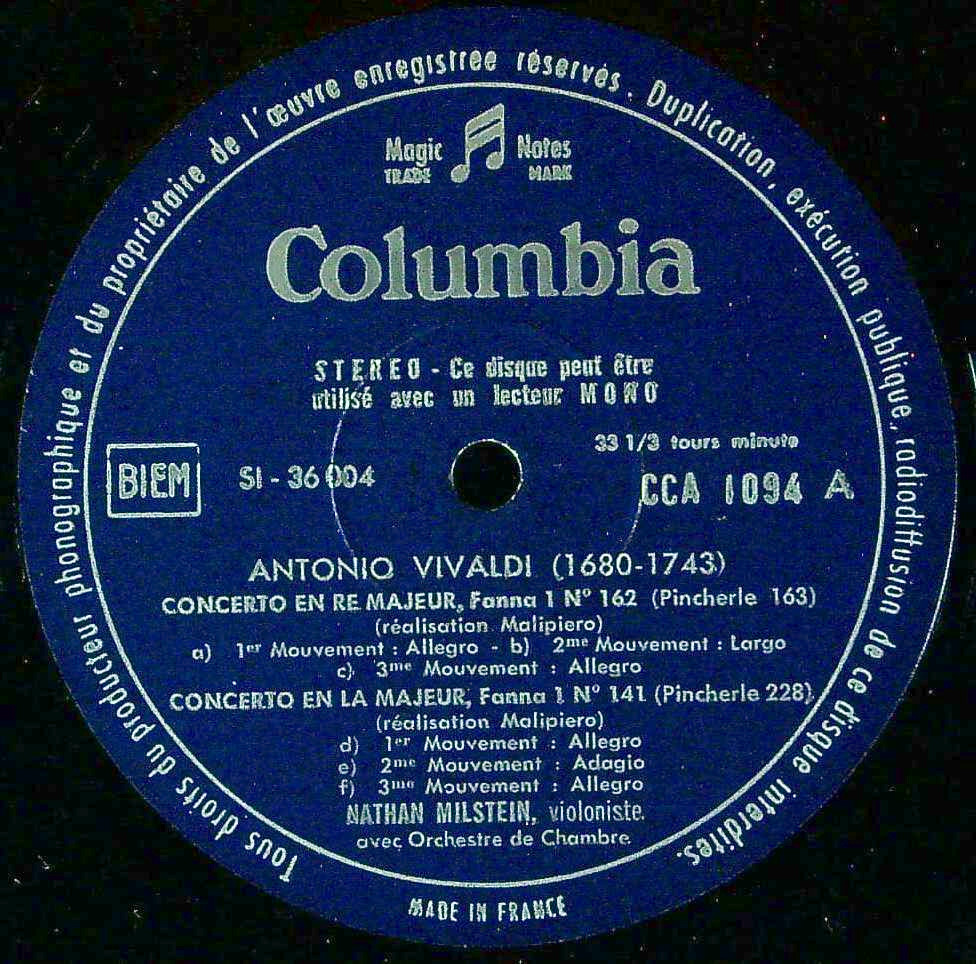 Tous droits du producteur phonographique et du propriétaire de l'œuvre enregistrée réservés. Duplication, exécution publique, radiodiffusion de ce disque interdites.
Magic Notes
TRADE MARK
Columbia
STEREO - Ce disque peut être
utilisé avec un lecteur MONO
33 1/3 tours minute
BIEM SI - 36 004 CCA 1094 A
ANTONIO VIVALDI (1680-1743)
CONCERTO EN RE MAJEUR, Fanna 1 Nº 162 (Pincherle 163)
(réalisation Malipiero)
a) 1er Mouvement : Allegro - b) 2me Mouvement : Largo
c) 3me Mouvement : Allegro
CONCERTO EN LA MAJEUR, Fanna 1 Nº 141 (Pincherle 228)
(réalisation Malipiero)
d) 1er Mouvement : Allegro
e) 2me Mouvement : Adagio
f) 3me Mouvement : Allegro
NATHAN MILSTEIN, violoniste.
avec Orchestre de Chambre
MADE IN FRANCE